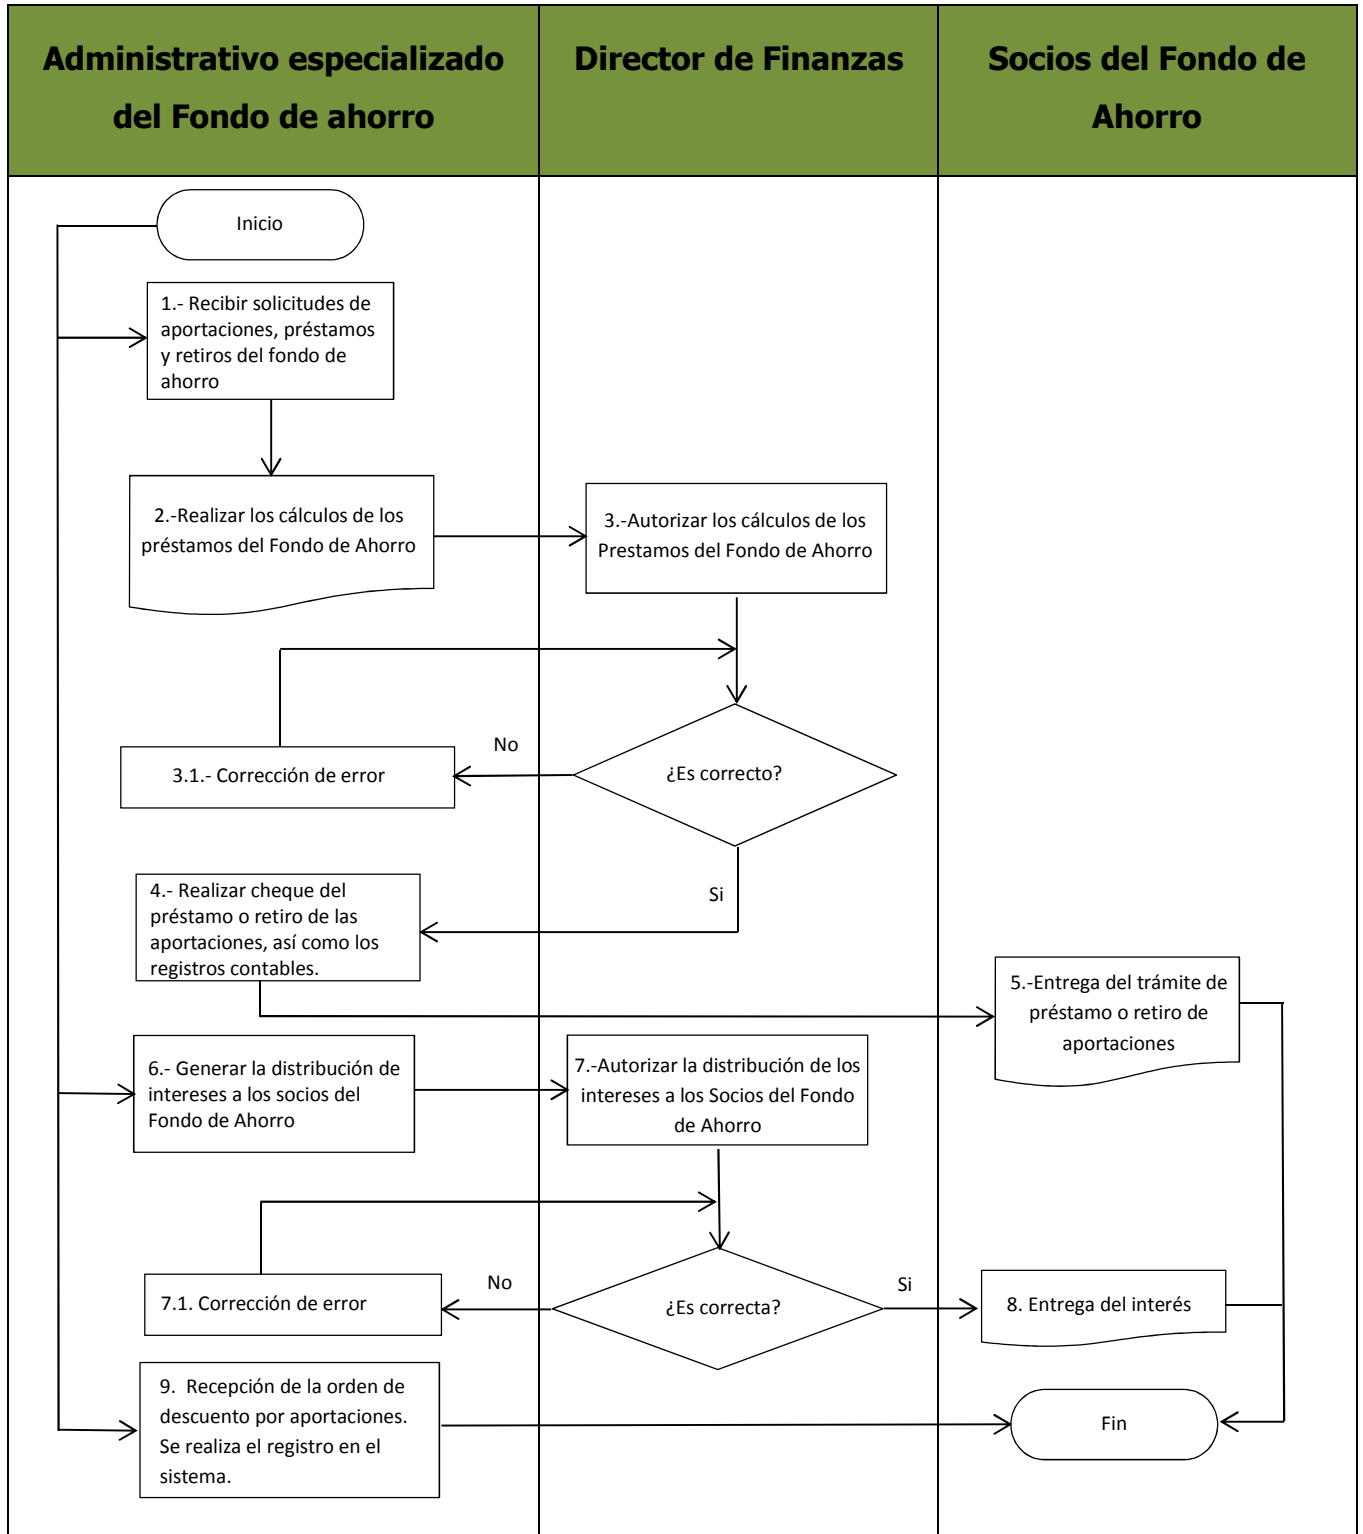 Administrativo especializado
del Fondo de ahorro
Director de Finanzas
Socios del Fondo de
Ahorro
Inicio
1.- Recibir solicitudes de
aportaciones, préstamos
y retiros del fondo de
ahorro
2.-Realizar los cálculos de los
préstamos del Fondo de Ahorro
3.-Autorizar los cálculos de los
Prestamos del Fondo de Ahorro
No
3.1.- Corrección de error
¿Es correcto?
Si
4.- Realizar cheque del
préstamo o retiro de las
aportaciones, así como los
registros contables.
5.-Entrega del trámite de
préstamo o retiro de
aportaciones
6.- Generar la distribución de
intereses a los socios del
Fondo de Ahorro
7.-Autorizar la distribución de los
intereses a los Socios del Fondo
de Ahorro
No
7.1. Corrección de error
¿Es correcta?
Si
8. Entrega del interés
9. Recepción de la orden de
descuento por aportaciones.
Se realiza el registro en el
sistema.
Fin